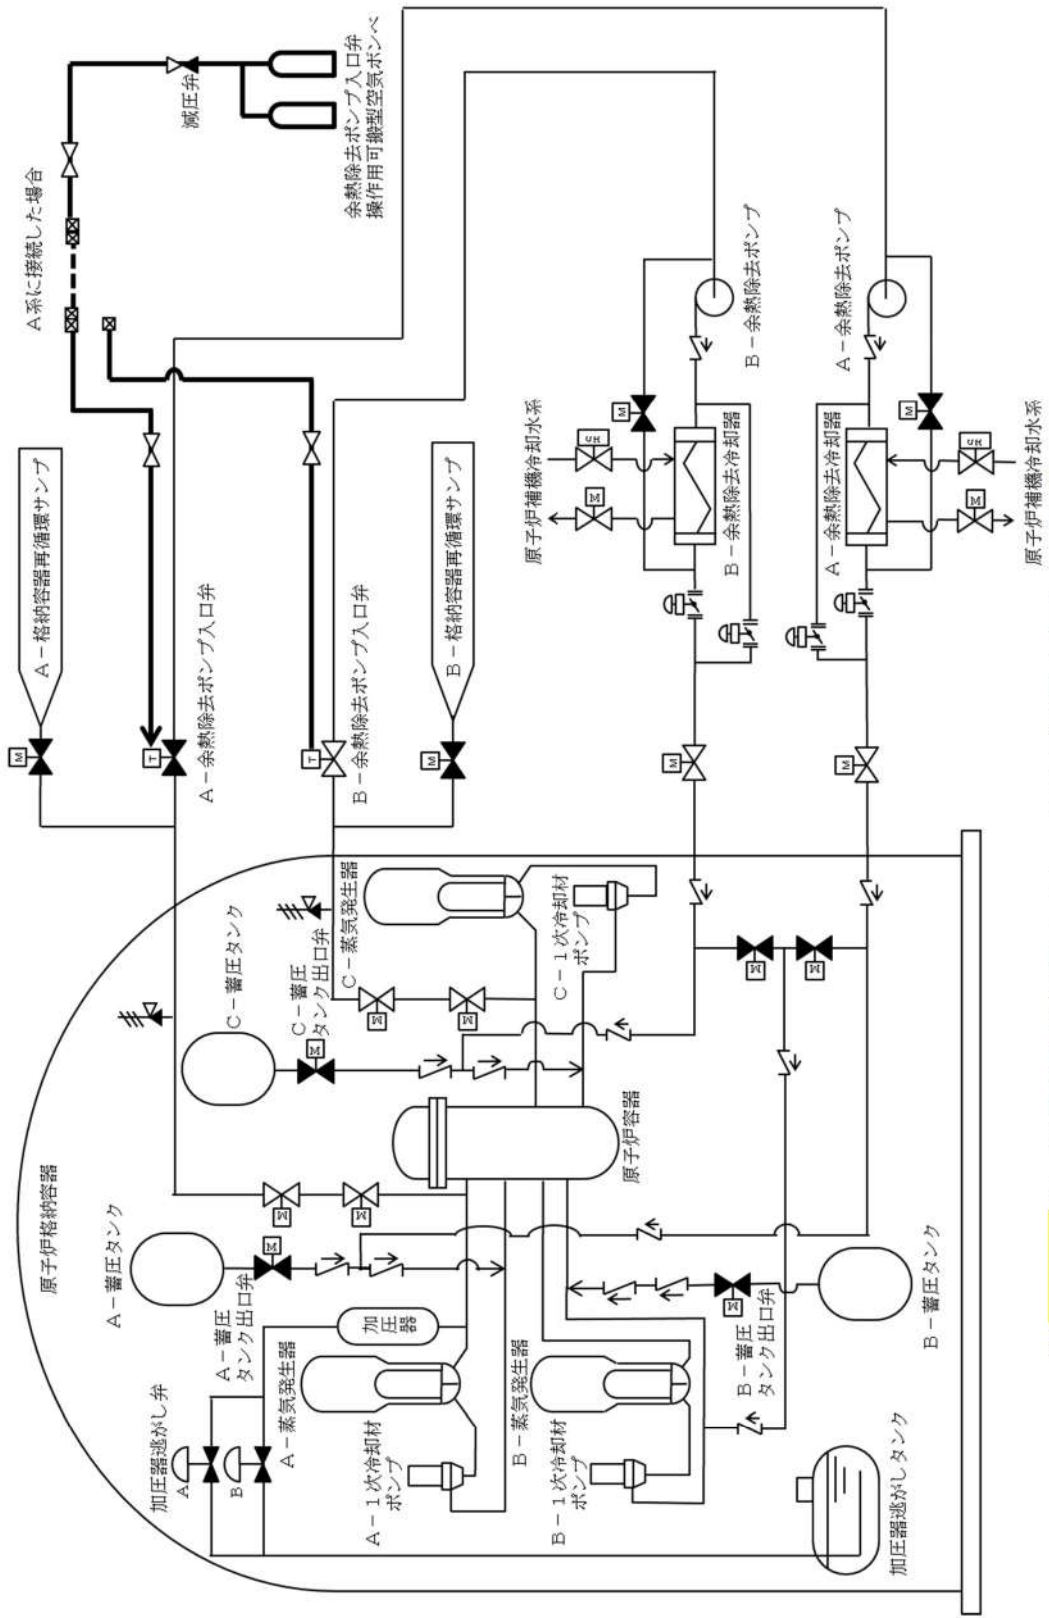 原子炉格納容器
加圧器逃がし弁
A
B
A－蓄圧タンク
A－蓄圧
タンク出口弁
A－蒸気発生器
加圧
器
A－1次冷却材
ポンプ
B－蒸気発生器
B－1次冷却材
ポンプ
B－蓄圧
タンク出口弁
B－蓄圧タンク
加圧器逃がしタンク
原子炉容器
C－蓄圧タンク
C－蓄圧
タンク出口弁
C－蒸気発生器
C－1次冷却材
ポンプ
A－格納容器再循環サンプ
A－余熱除去ポンプ入口弁
B－余熱除去ポンプ入口弁
B－格納容器再循環サンプ
A系に接続した場合
減圧弁
余熱除去ポンプ入口弁
操作用可搬型空気ボンベ
原子炉補機冷却水系
B－余熱除去冷却器
B－余熱除去ポンプ
A－余熱除去冷却器
A－余熱除去ポンプ
原子炉補機冷却水系
M
M
M
M
M
M
M
M
M
M
T
T
M
M
M
M
M
M
M
M